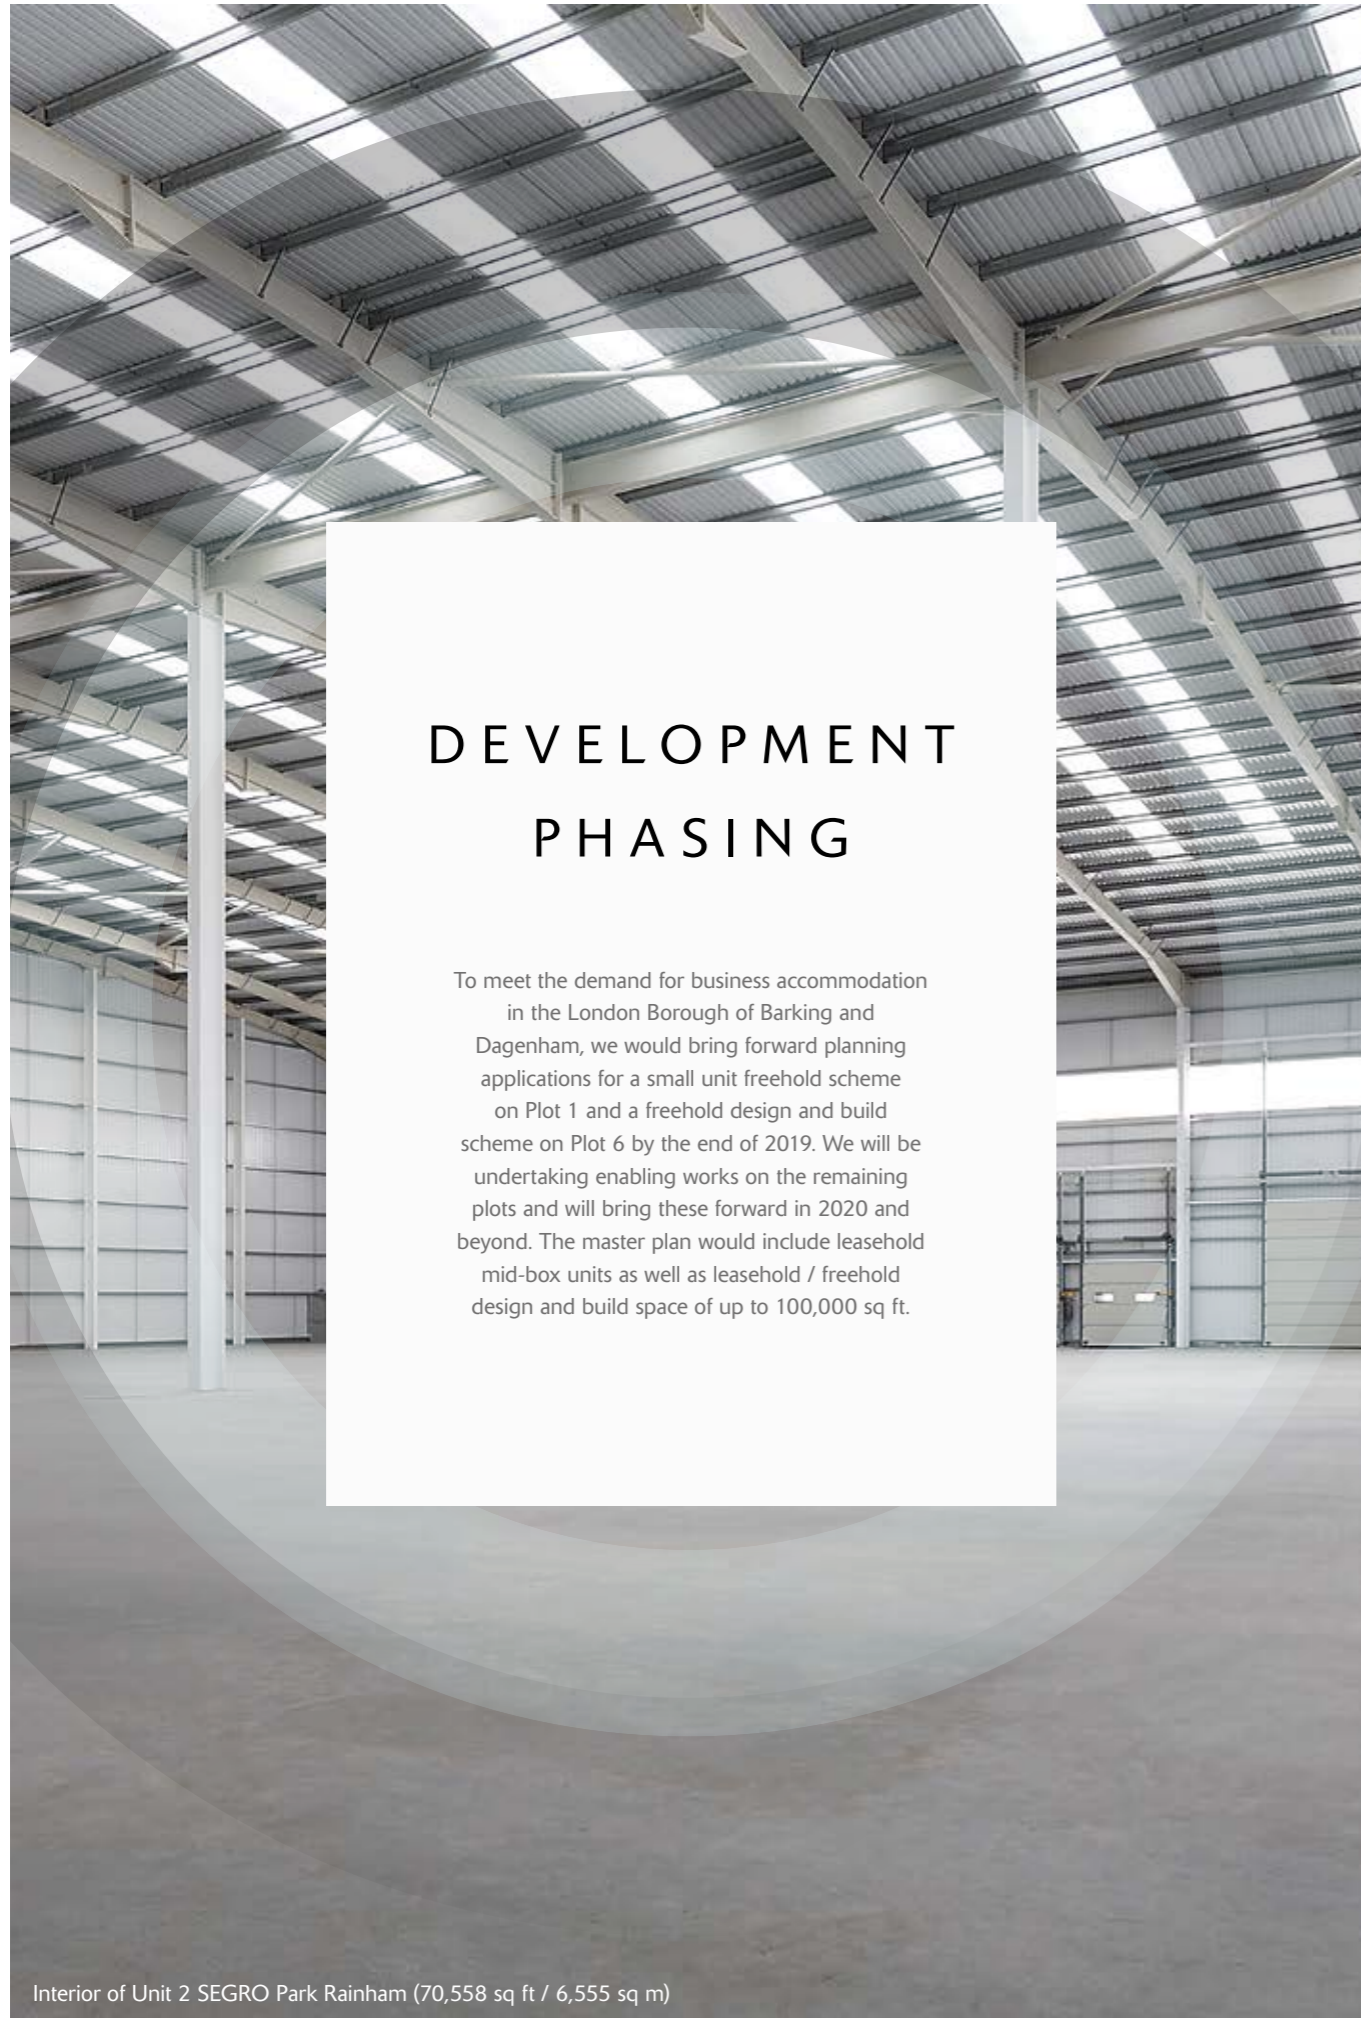 DEVELOPMENT
PHASING
To meet the demand for business accommodation
in the London Borough of Barking and
Dagenham, we would bring forward planning
applications for a small unit freehold scheme
on Plot 1 and a freehold design and build
scheme on Plot 6 by the end of 2019. We will be
undertaking enabling works on the remaining
plots and will bring these forward in 2020 and
beyond. The master plan would include leasehold
mid-box units as well as leasehold / freehold
design and build space of up to 100,000 sq ft.
Interior of Unit 2 SEGRO Park Rainham (70,558 sq ft / 6,555 sq m)